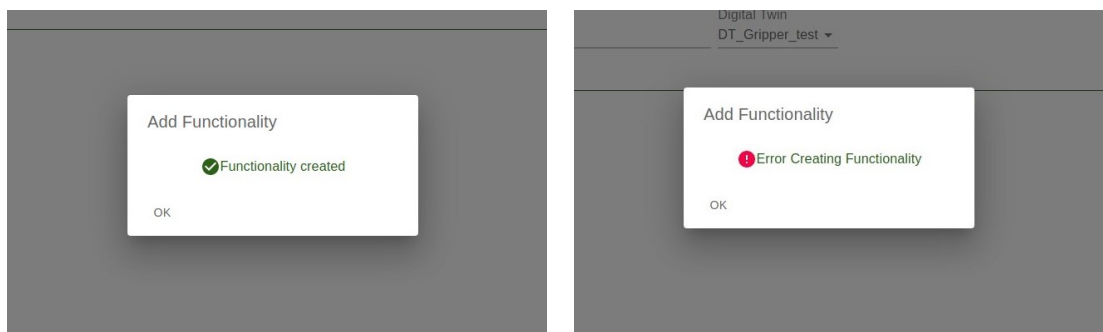 Add Functionality
Functionality created
OK
Digital Twin
DT_Gripper_test
Add Functionality
Error Creating Functionality
OK